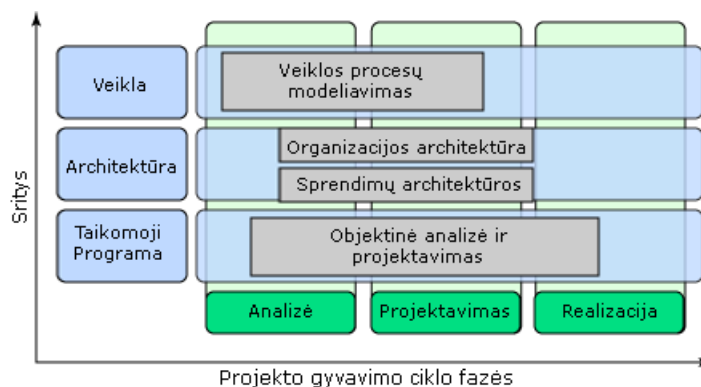 Veikla
Veiklos procesų
modeliavimas
Architektūra
Organizacijos architektūra
Sprendimų architektūros
Taikomoji
Programa
Objektinė analizė ir
projektavimas
Analizė
Projektavimas
Realizacija
Sritys
Projekto gyvavimo ciklo fazės